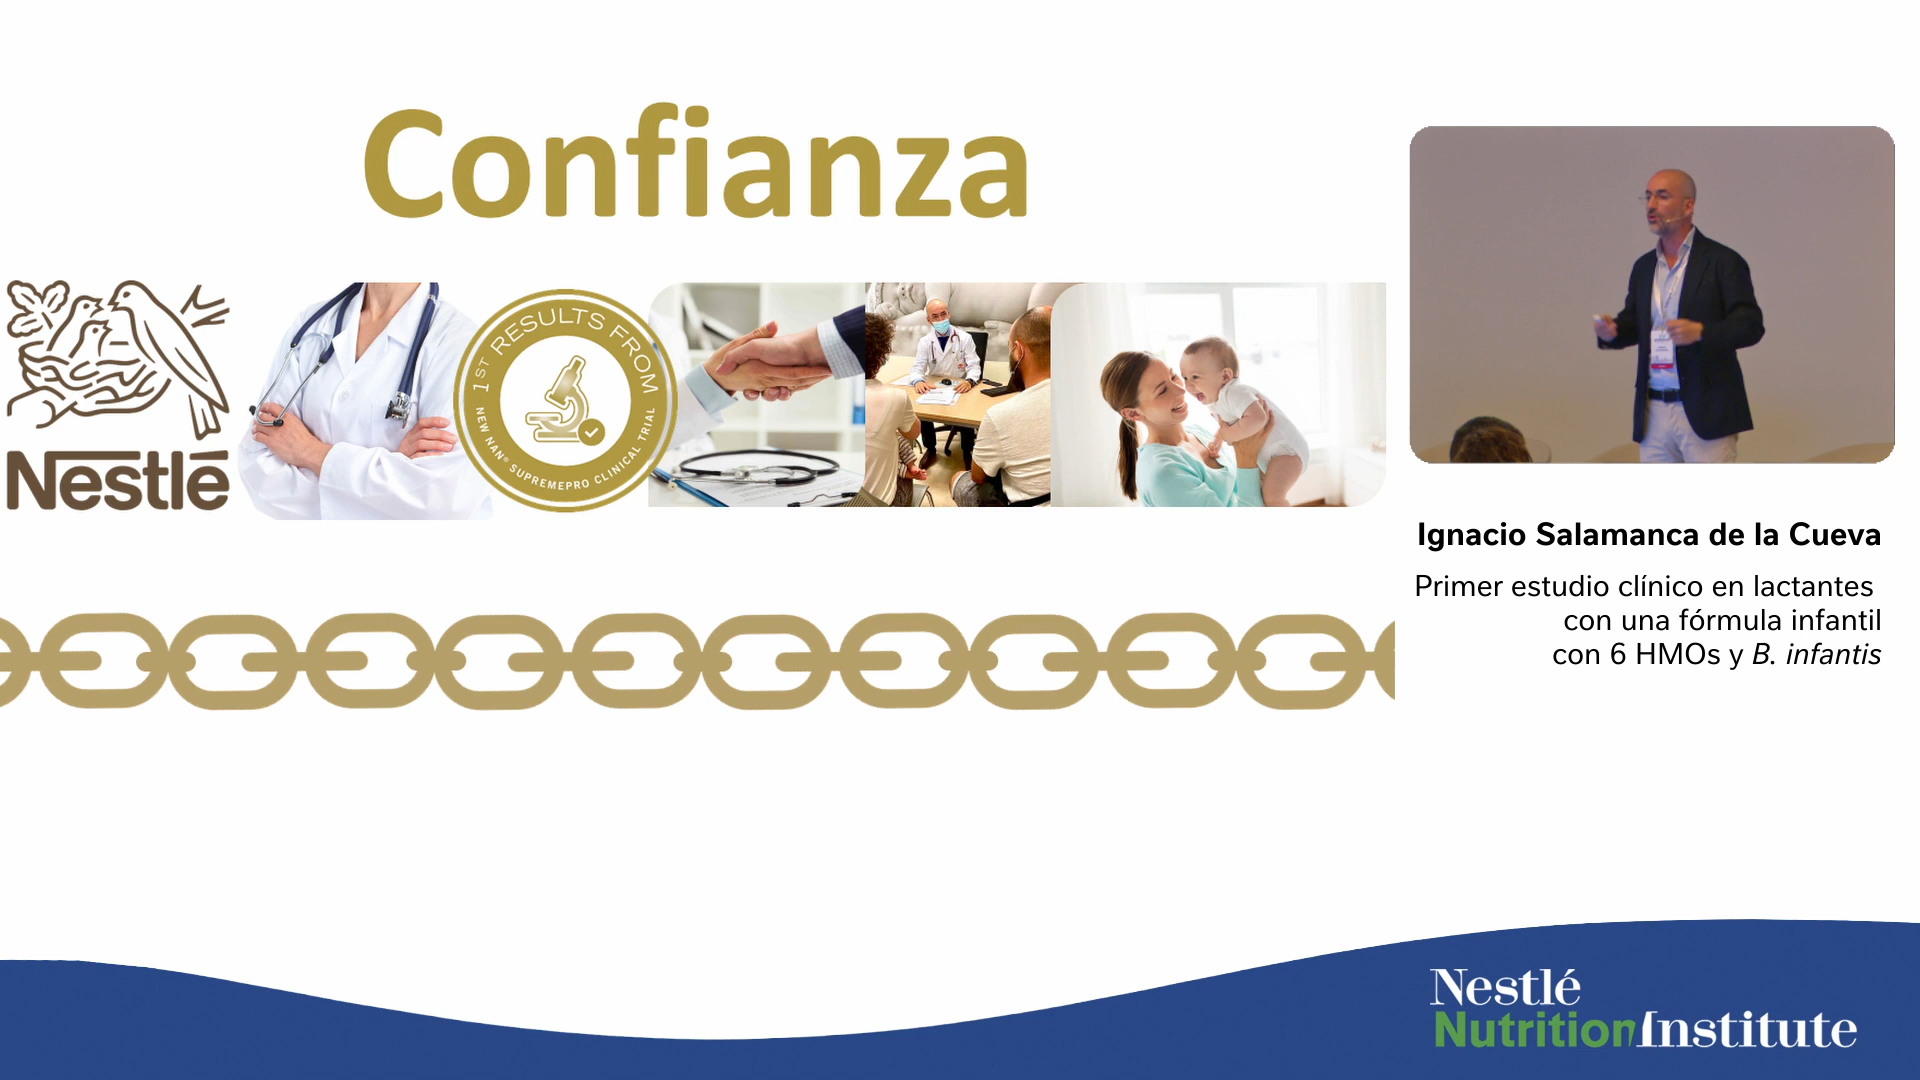 Confianza
Nestlé
1ST RESULTS FROM
NEW NAN® SUPREMEPRO CLINICAL TRIAL
Ignacio Salamanca de la Cueva
Primer estudio clínico en lactantes
con una fórmula infantil
con 6 HMOs y B. infantis
Nestlé
NutritionInstitute